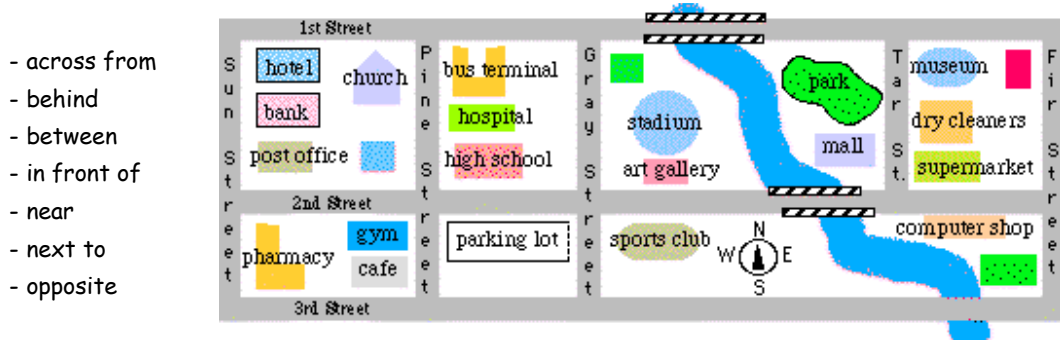 - across from
- behind
- between
- in front of
- near
- next to
- opposite
1st Street
Sun Street
Pine Street
Gray Street
Tar St.
Fir Street
hotel
church
bank
post office
bus terminal
hospital
high school
stadium
art gallery
park
mall
museum
dry cleaners
supermarket
2nd Street
pharmacy
gym
cafe
parking lot
sports club
N
W E
S
computer shop
3rd Street